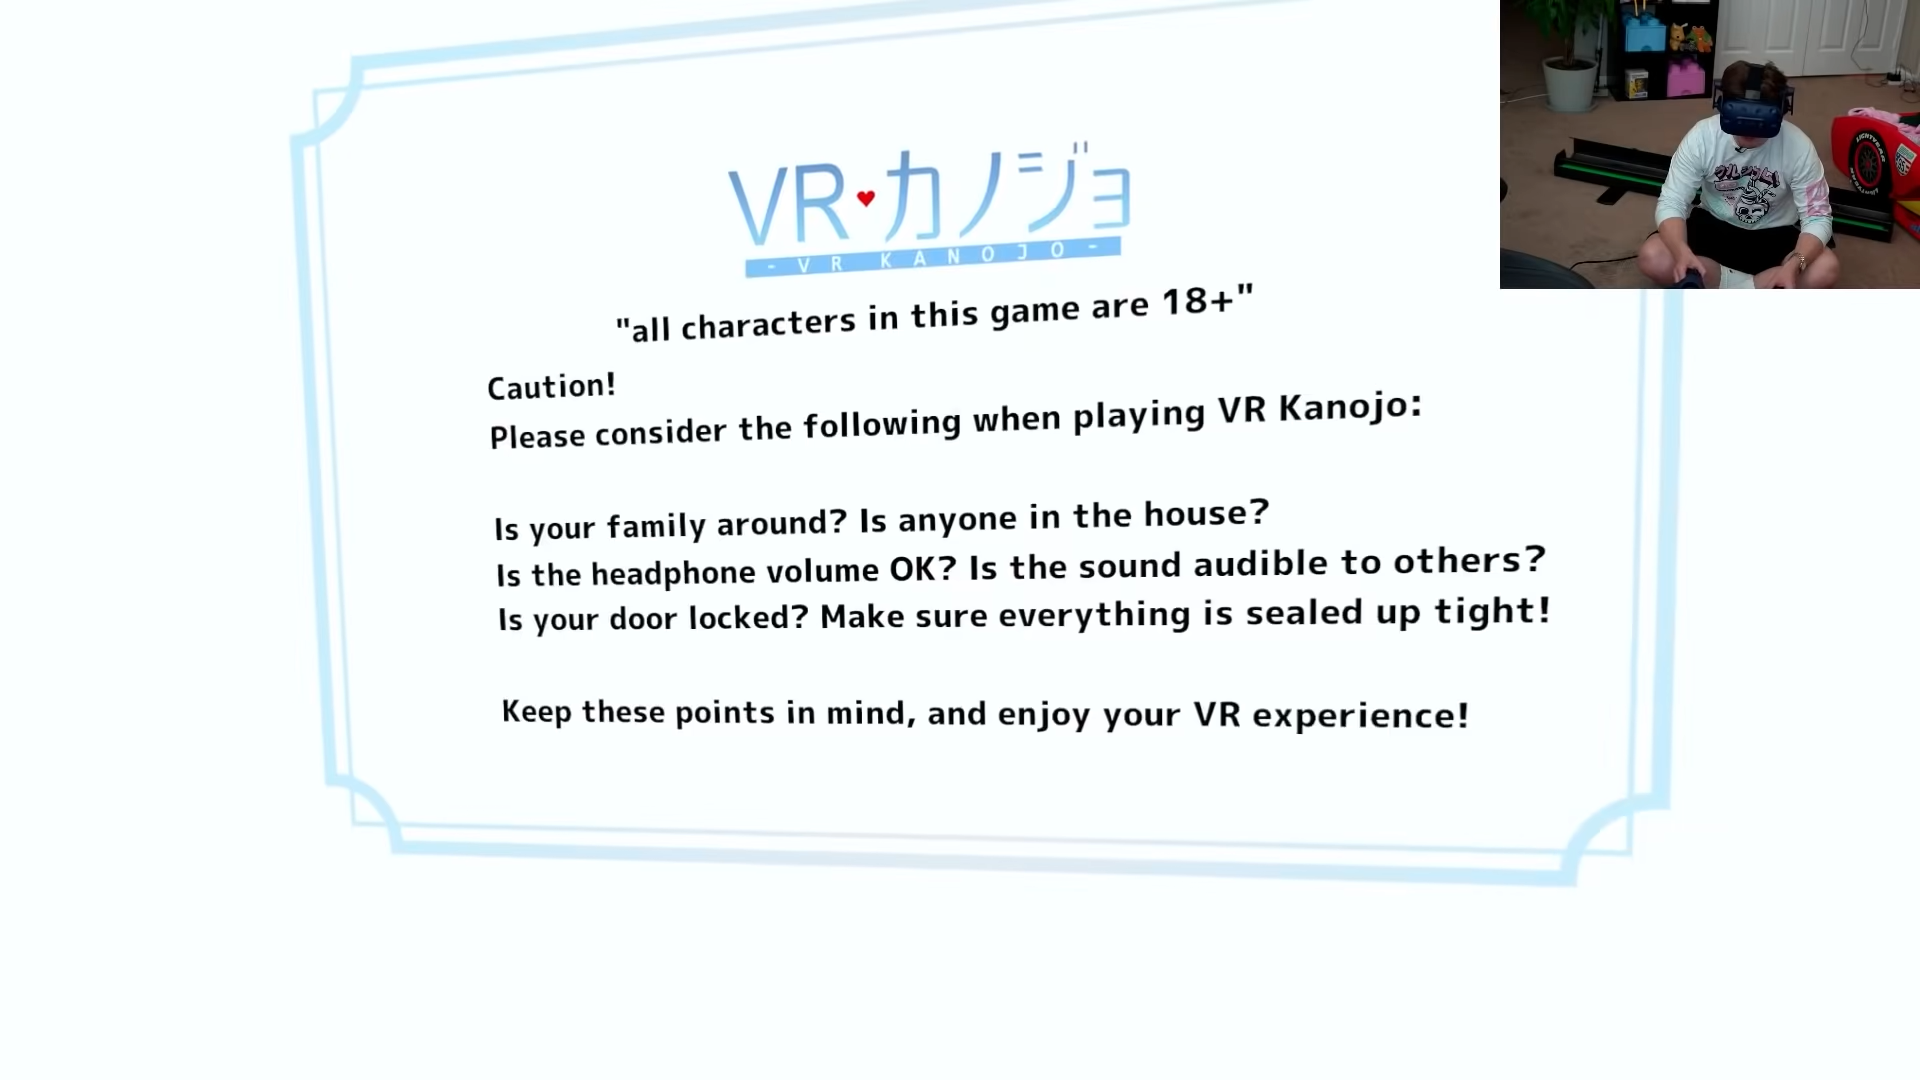 VR♥カノジョ
- VR KANOJO -
"all characters in this game are 18+"
Caution!
Please consider the following when playing VR Kanojo:
Is your family around? Is anyone in the house?
Is the headphone volume OK? Is the sound audible to others?
Is your door locked? Make sure everything is sealed up tight!
Keep these points in mind, and enjoy your VR experience!
LIGHTYEAR